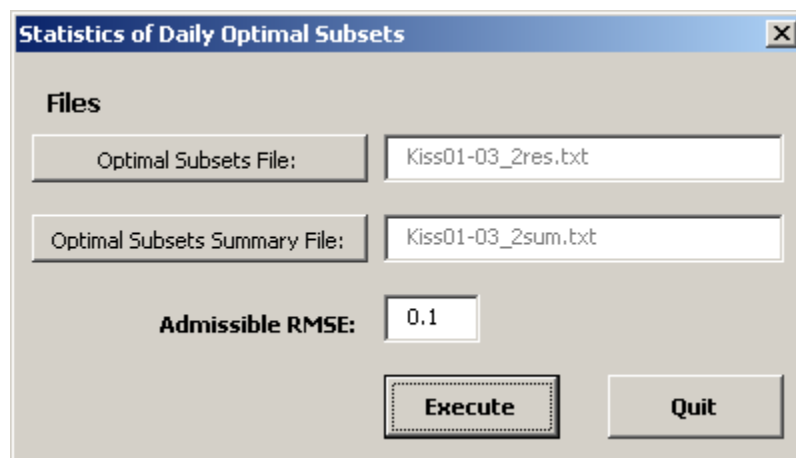 Statistics of Daily Optimal Subsets
Files
Optimal Subsets File: Kiss01-03_2res.txt
Optimal Subsets Summary File: Kiss01-03_2sum.txt
Admissible RMSE: 0.1
Execute Quit